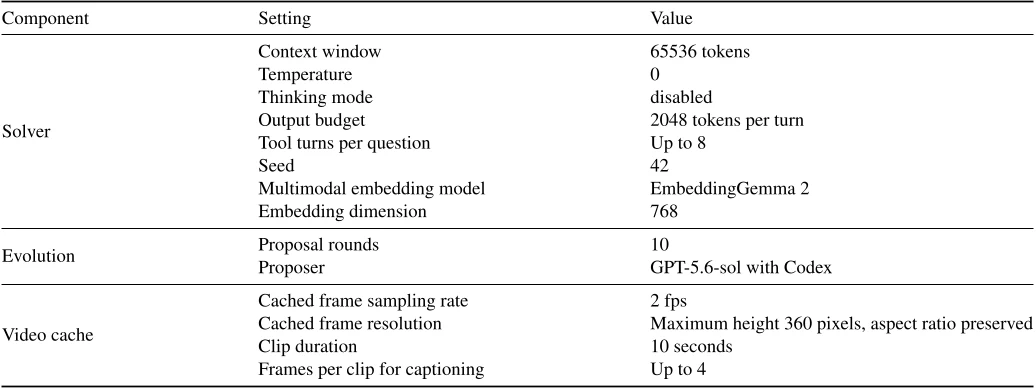 Component Setting Value
Context window 65536 tokens
Temperature 0
Thinking mode disabled
Output budget 2048 tokens per turn
Solver
Tool turns per question Up to 8
Seed 42
Multimodal embedding model EmbeddingGemma 2
Embedding dimension 768
Proposal rounds 10
Evolution
Proposer GPT-5.6-sol with Codex
Cached frame sampling rate 2 fps
Cached frame resolution Maximum height 360 pixels, aspect ratio preserved
Video cache
Clip duration 10 seconds
Frames per clip for captioning Up to 4